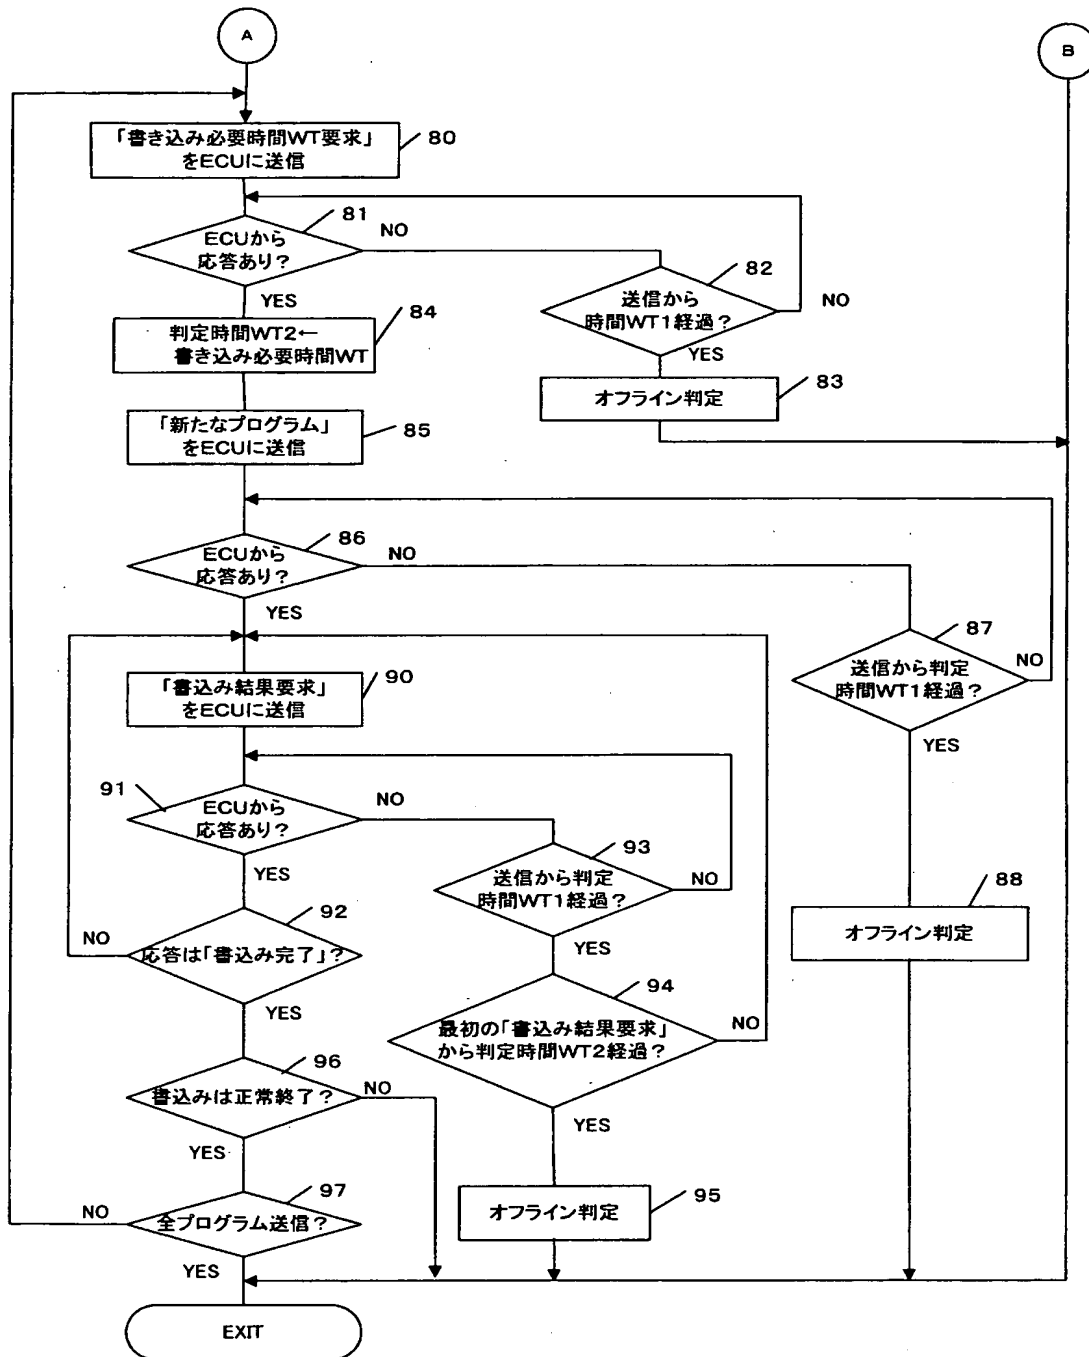 A
B
「書き込み必要時間WT要求」
をECUに送信
80
81
ECUから
応答あり?
NO
YES
82
送信から
時間WT1経過?
NO
YES
84
判定時間WT2←
書き込み必要時間WT
83
オフライン判定
「新たなプログラム」
をECUに送信
85
86
ECUから
応答あり?
NO
YES
87
送信から判定
時間WT1経過?
NO
YES
「書込み結果要求」
をECUに送信
90
91
ECUから
応答あり?
NO
YES
93
送信から判定
時間WT1経過?
NO
YES
88
オフライン判定
92
応答は「書込み完了」?
NO
YES
94
最初の「書込み結果要求」
から判定時間WT2経過?
NO
YES
96
書込みは正常終了?
NO
YES
95
オフライン判定
97
全プログラム送信?
NO
YES
EXIT